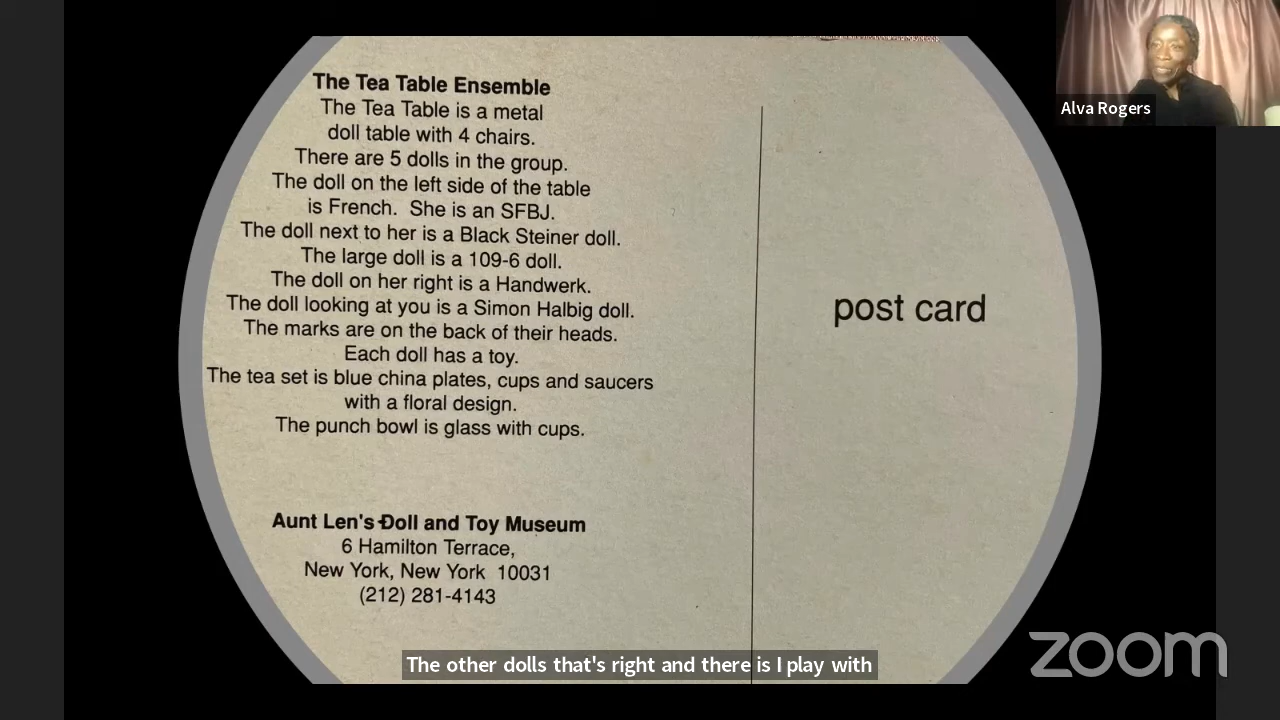 The Tea Table Ensemble
The Tea Table is a metal
doll table with 4 chairs.
There are 5 dolls in the group.
The doll on the left side of the table
is French. She is an SFBJ.
The doll next to her is a Black Steiner doll.
The large doll is a 109-6 doll.
The doll on her right is a Handwerk.
The doll looking at you is a Simon Halbig doll.
The marks are on the back of their heads.
Each doll has a toy.
The tea set is blue china plates, cups and saucers
with a floral design.
The punch bowl is glass with cups.
Aunt Len's Doll and Toy Museum
6 Hamilton Terrace,
New York, New York 10031
(212) 281-4143
post card
Alva Rogers
The other dolls that's right and there is I play with
zoom